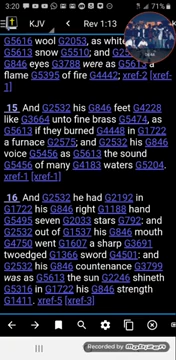 3:20
KJV
Rev 1:13
G5616 wool G2053, as white
G5613 snow G5510; and G25
G846 eyes G3788 were as G5613 a
flame G5395 of fire G4442; xref-2 [xref-
1]
15 And G2532 his G846 feet G4228
like G3664 unto fine brass G5474, as
G5613 if they burned G4448 in G1722
a furnace G2575; and G2532 his G846
voice G5456 as G5613 the sound
G5456 of many G4183 waters G5204.
xref-1 [xref-1]
16 And G2532 he had G2192 in
G1722 his G846 right G1188 hand
G5495 seven G2033 stars G792: and
G2532 out of G1537 his G846 mouth
G4750 went G1607 a sharp G3691
twoedged G1366 sword G4501: and
G2532 his G846 countenance G3799
was as G5613 the sun G2246 shineth
G5316 in G1722 his G846 strength
G1411. xref-5 [xref-3]
RECORDED BY